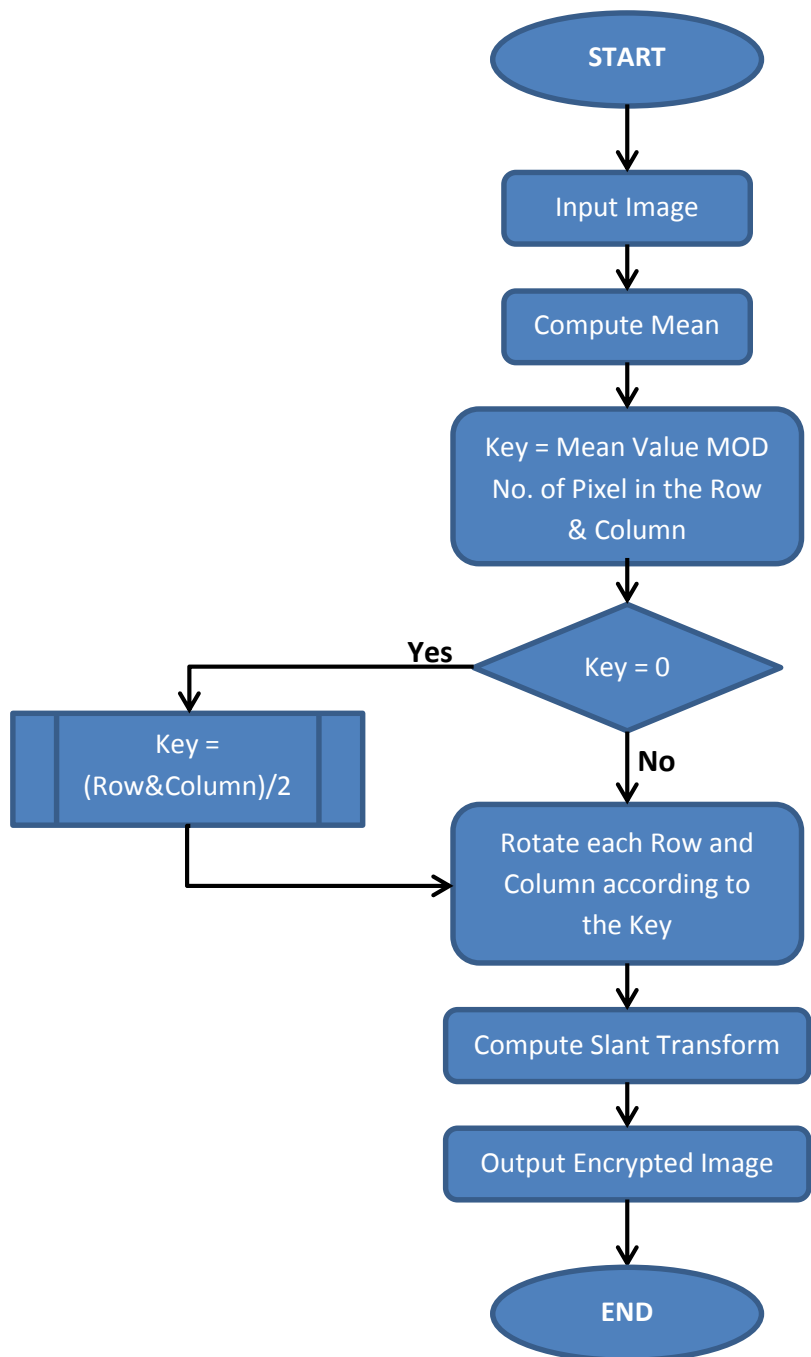 START
Input Image
Compute Mean
Key = Mean Value MOD
No. of Pixel in the Row
& Column
Key = 0
Yes
No
Key =
(Row&Column)/2
Rotate each Row and
Column according to
the Key
Compute Slant Transform
Output Encrypted Image
END